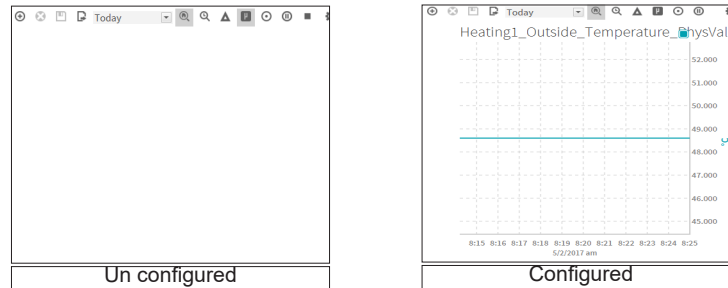 Today
Un configured
Today
Heating1_Outside_Temperature_PhysVal
52.000
51.000
50.000
49.000
°C
48.000
47.000
46.000
45.000
8:15 8:16 8:17 8:18 8:19 8:20 8:21 8:22 8:23 8:24 8:25
5/2/2017 am
Configured